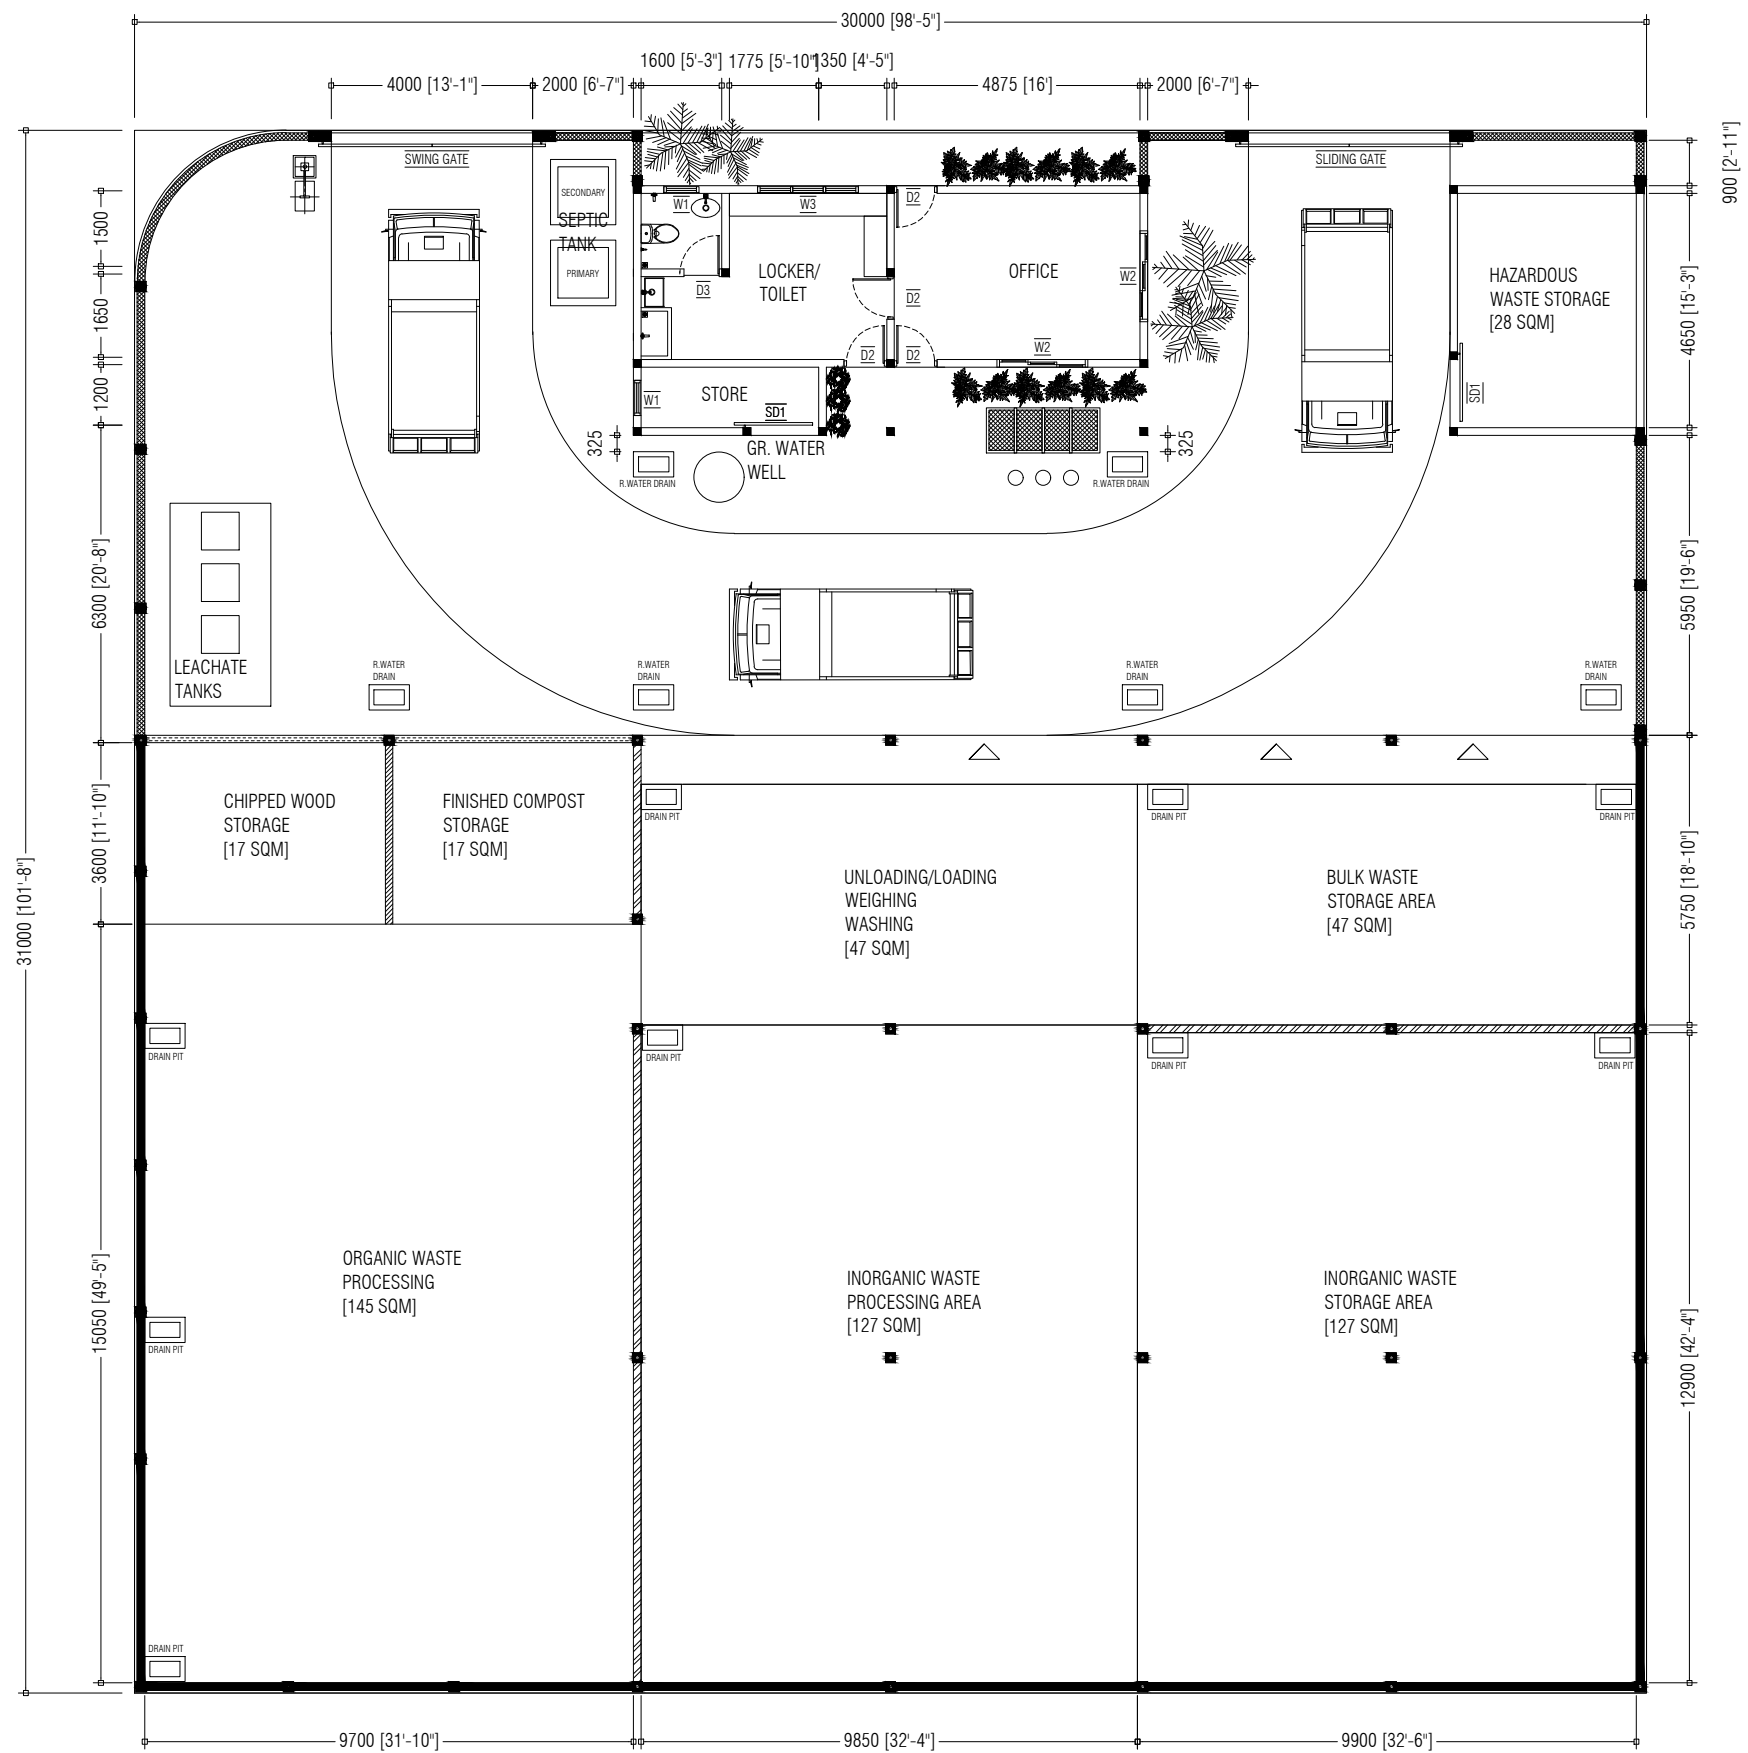 30000 [98'-5"]
1600 [5'-3"]
1775 [5'-10"]
1350 [4'-5"]
4000 [13'-1"]
2000 [6'-7"]
4875 [16']
2000 [6'-7"]
900 [2'-11"]
SWING GATE
SLIDING GATE
SECONDARY
SEPTIC
TANK
PRIMARY
W1
W3
D2
1500
LOCKER/
TOILET
OFFICE
W2
HAZARDOUS
WASTE STORAGE
[28 SQM]
D3
D2
1650
4650 [15'-3"]
D2
D2
W2
1200
W1
STORE
SD1
SD1
325
GR. WATER
WELL
325
R.WATER DRAIN
R.WATER DRAIN
6300 [20'-8"]
5950 [19'-6"]
LEACHATE
TANKS
R.WATER
DRAIN
R.WATER
DRAIN
R.WATER
DRAIN
R.WATER
DRAIN
31000 [101'-8"]
3600 [11'-10"]
CHIPPED WOOD
STORAGE
[17 SQM]
FINISHED COMPOST
STORAGE
[17 SQM]
DRAIN PIT
DRAIN PIT
DRAIN PIT
UNLOADING/LOADING
WEIGHING
WASHING
[47 SQM]
BULK WASTE
STORAGE AREA
[47 SQM]
5750 [18'-10"]
DRAIN PIT
DRAIN PIT
DRAIN PIT
DRAIN PIT
15050 [49'-5"]
ORGANIC WASTE
PROCESSING
[145 SQM]
INORGANIC WASTE
PROCESSING AREA
[127 SQM]
INORGANIC WASTE
STORAGE AREA
[127 SQM]
12900 [42'-4"]
DRAIN PIT
DRAIN PIT
9700 [31'-10"]
9850 [32'-4"]
9900 [32'-6"]